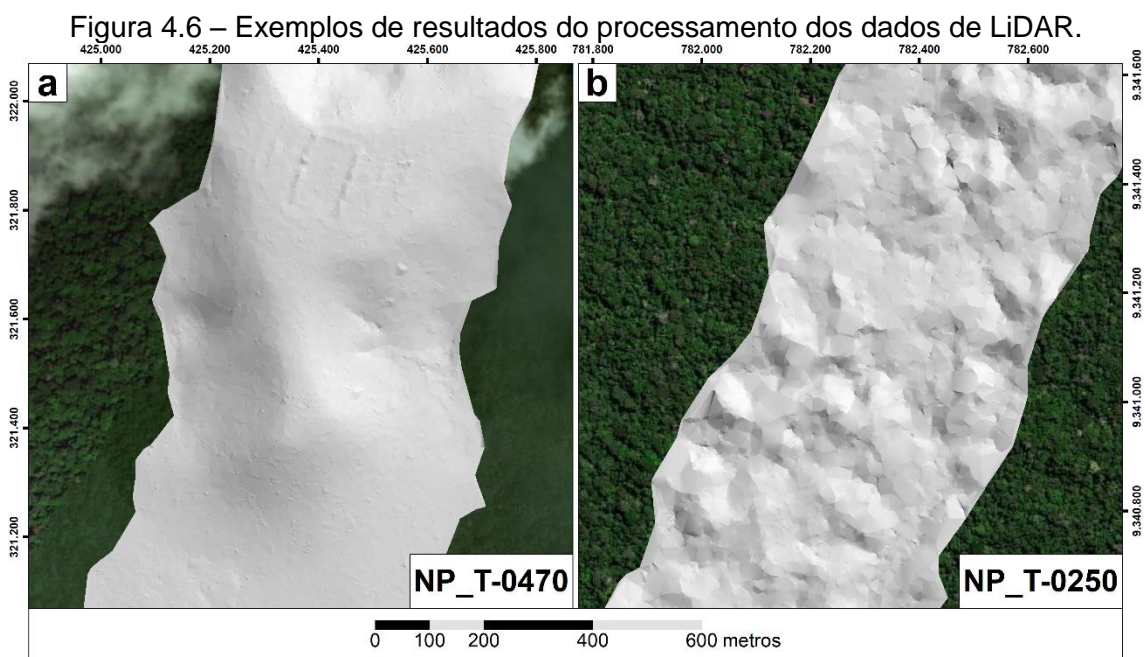 Figura 4.6 – Exemplos de resultados do processamento dos dados de LiDAR.
425.000 425.200 425.400 425.600 425.800 781.800 782.000 782.200 782.400 782.600
a
b
322.000
321.800
321.600
321.400
321.200
9.341.600
9.341.400
9.341.200
9.341.000
9.340.800
NP_T-0470
NP_T-0250
0 100 200 400 600 metros